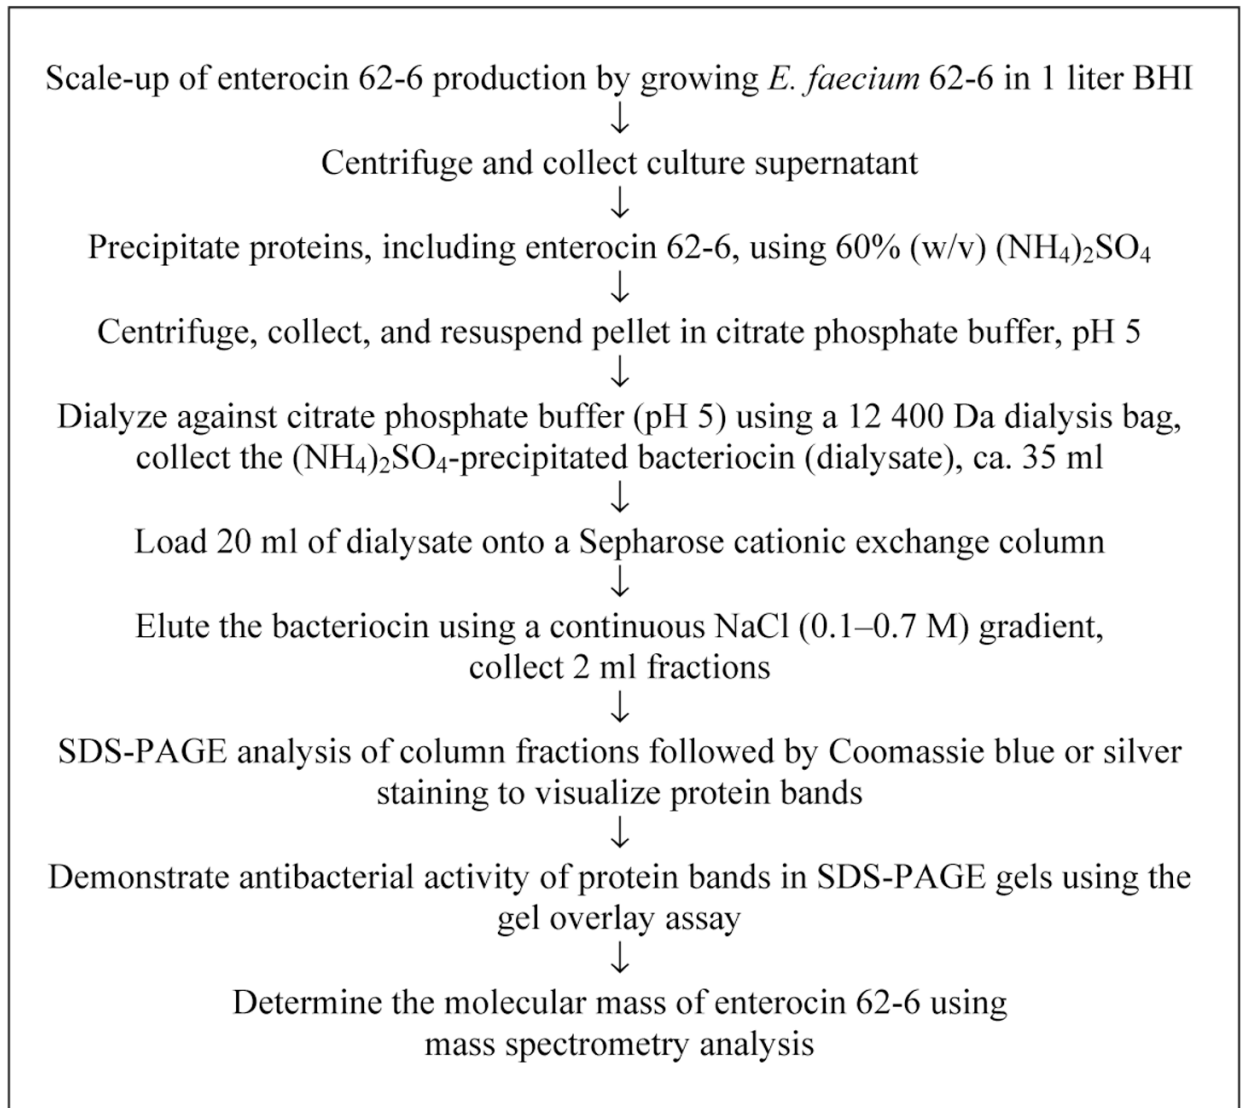 Scale-up of enterocin 62-6 production by growing E. faecium 62-6 in 1 liter BHI
↓
Centrifuge and collect culture supernatant
↓
Precipitate proteins, including enterocin 62-6, using 60% (w/v) (NH₄)₂SO₄
↓
Centrifuge, collect, and resuspend pellet in citrate phosphate buffer, pH 5
↓
Dialyze against citrate phosphate buffer (pH 5) using a 12 400 Da dialysis bag,
collect the (NH₄)₂SO₄-precipitated bacteriocin (dialysate), ca. 35 ml
↓
Load 20 ml of dialysate onto a Sepharose cationic exchange column
↓
Elute the bacteriocin using a continuous NaCl (0.1–0.7 M) gradient,
collect 2 ml fractions
↓
SDS-PAGE analysis of column fractions followed by Coomassie blue or silver
staining to visualize protein bands
↓
Demonstrate antibacterial activity of protein bands in SDS-PAGE gels using the
gel overlay assay
↓
Determine the molecular mass of enterocin 62-6 using
mass spectrometry analysis